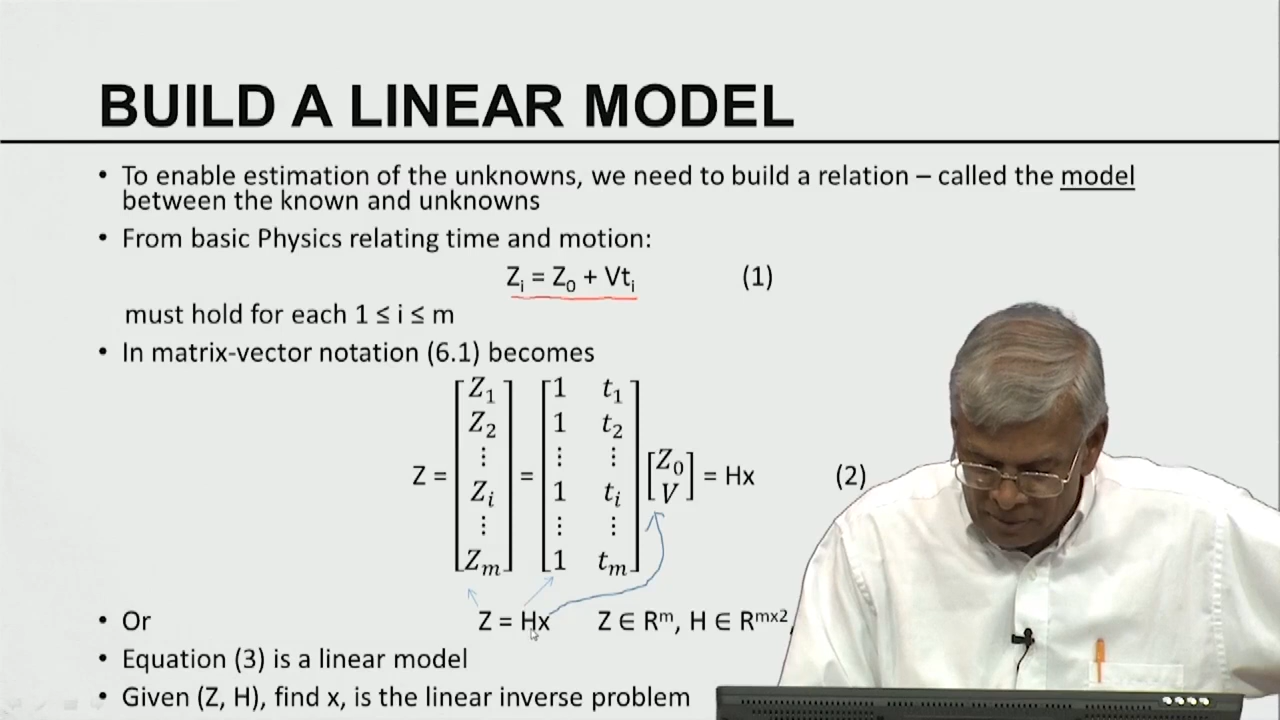 BUILD A LINEAR MODEL
• To enable estimation of the unknowns, we need to build a relation – called the model
between the known and unknowns
• From basic Physics relating time and motion:
Zᵢ = Z₀ + Vtᵢ (1)
must hold for each 1 ≤ i ≤ m
• In matrix-vector notation (6.1) becomes
Z = [Z₁ Z₂ ⋮ Zᵢ ⋮ Zₘ] = [1 t₁ 1 t₂ ⋮ ⋮ 1 tᵢ ⋮ ⋮ 1 tₘ] [Z₀ V] = Hx (2)
• Or Z = Hx Z ∈ Rᵐ, H ∈ Rᵐˣ²,
• Equation (3) is a linear model
• Given (Z, H), find x, is the linear inverse problem